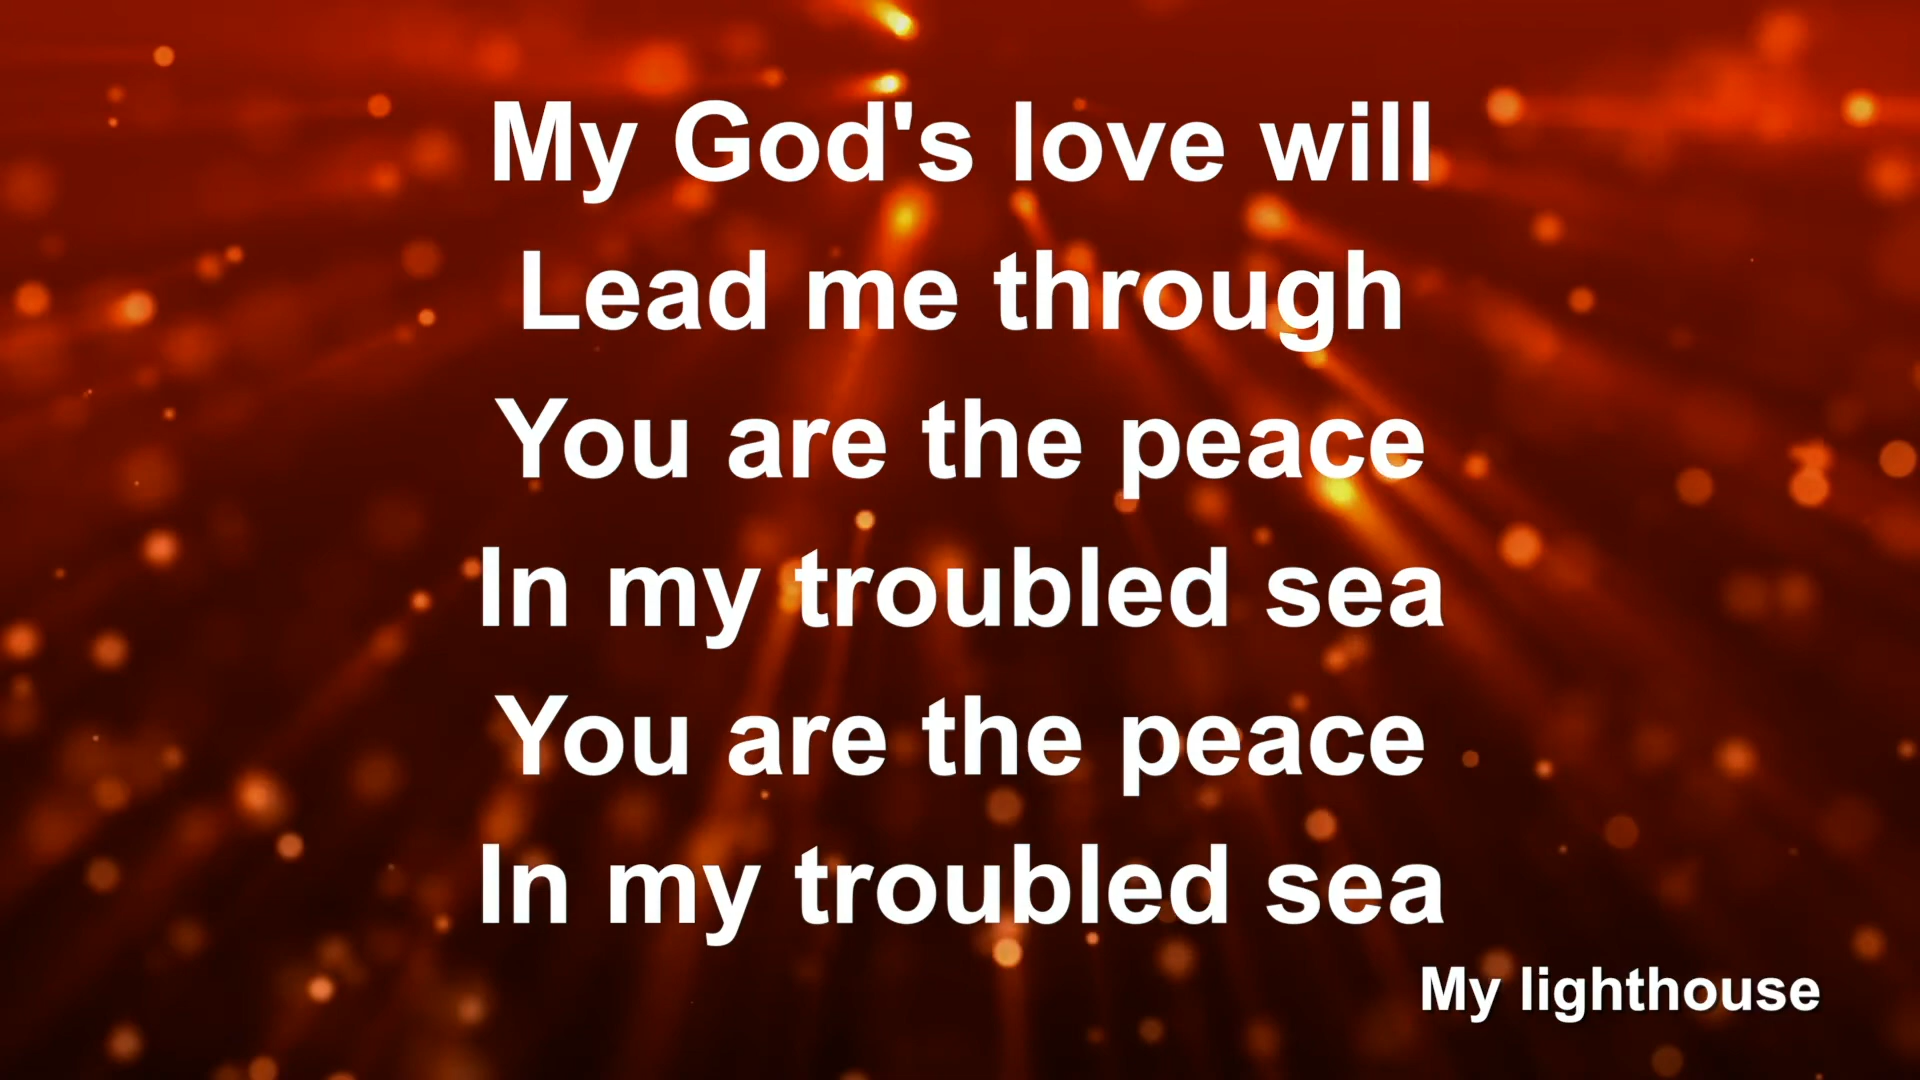 My God's love will
Lead me through
You are the peace
In my troubled sea
You are the peace
In my troubled sea
My lighthouse